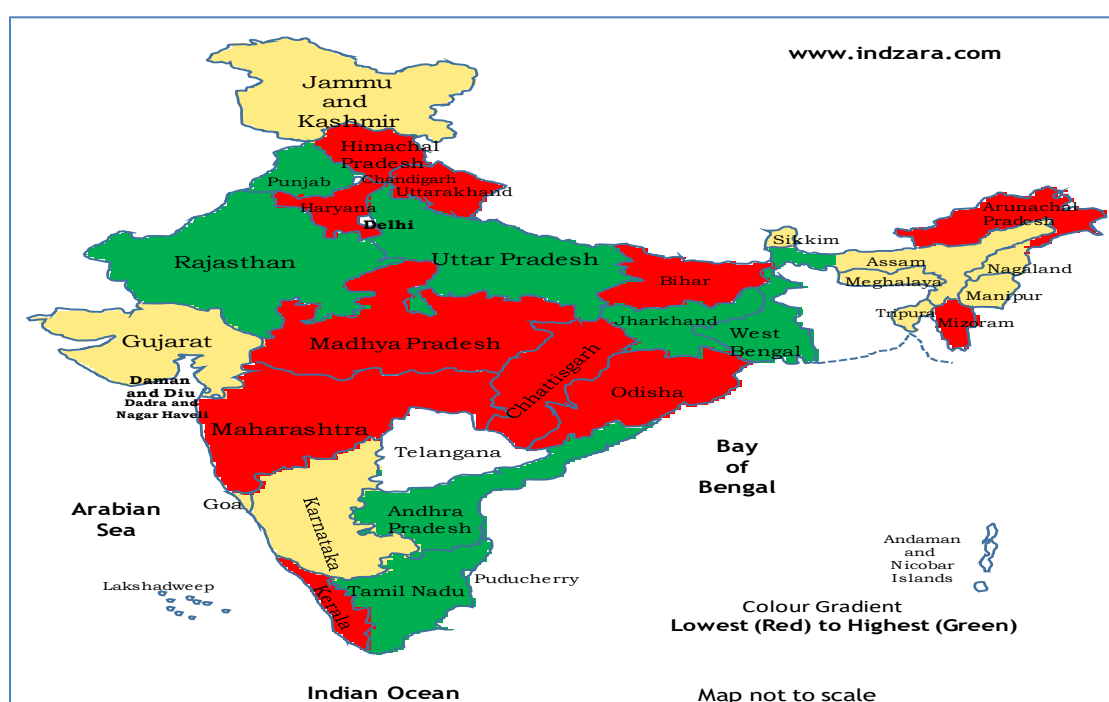 www.indzara.com
Jammu
and
Kashmir
Himachal
Pradesh
Punjab
Chandigarh
Uttarakhand
Haryana
Delhi
Rajasthan
Uttar Pradesh
Arunachal
Pradesh
Sikkim
Assam
Nagaland
Meghalaya
Manipur
Bihar
Tripura
Mizoram
Jharkhand
West
Bengal
Gujarat
Madhya Pradesh
Chhattisgarh
Daman
and Diu
Dadra and
Nagar Haveli
Odisha
Maharashtra
Telangana
Bay
of
Bengal
Goa
Karnataka
Arabian
Sea
Andhra
Pradesh
Andaman
and
Nicobar
Islands
Puducherry
Lakshadweep
Kerala
Tamil Nadu
Colour Gradient
Lowest (Red) to Highest (Green)
Indian Ocean
Map not to scale